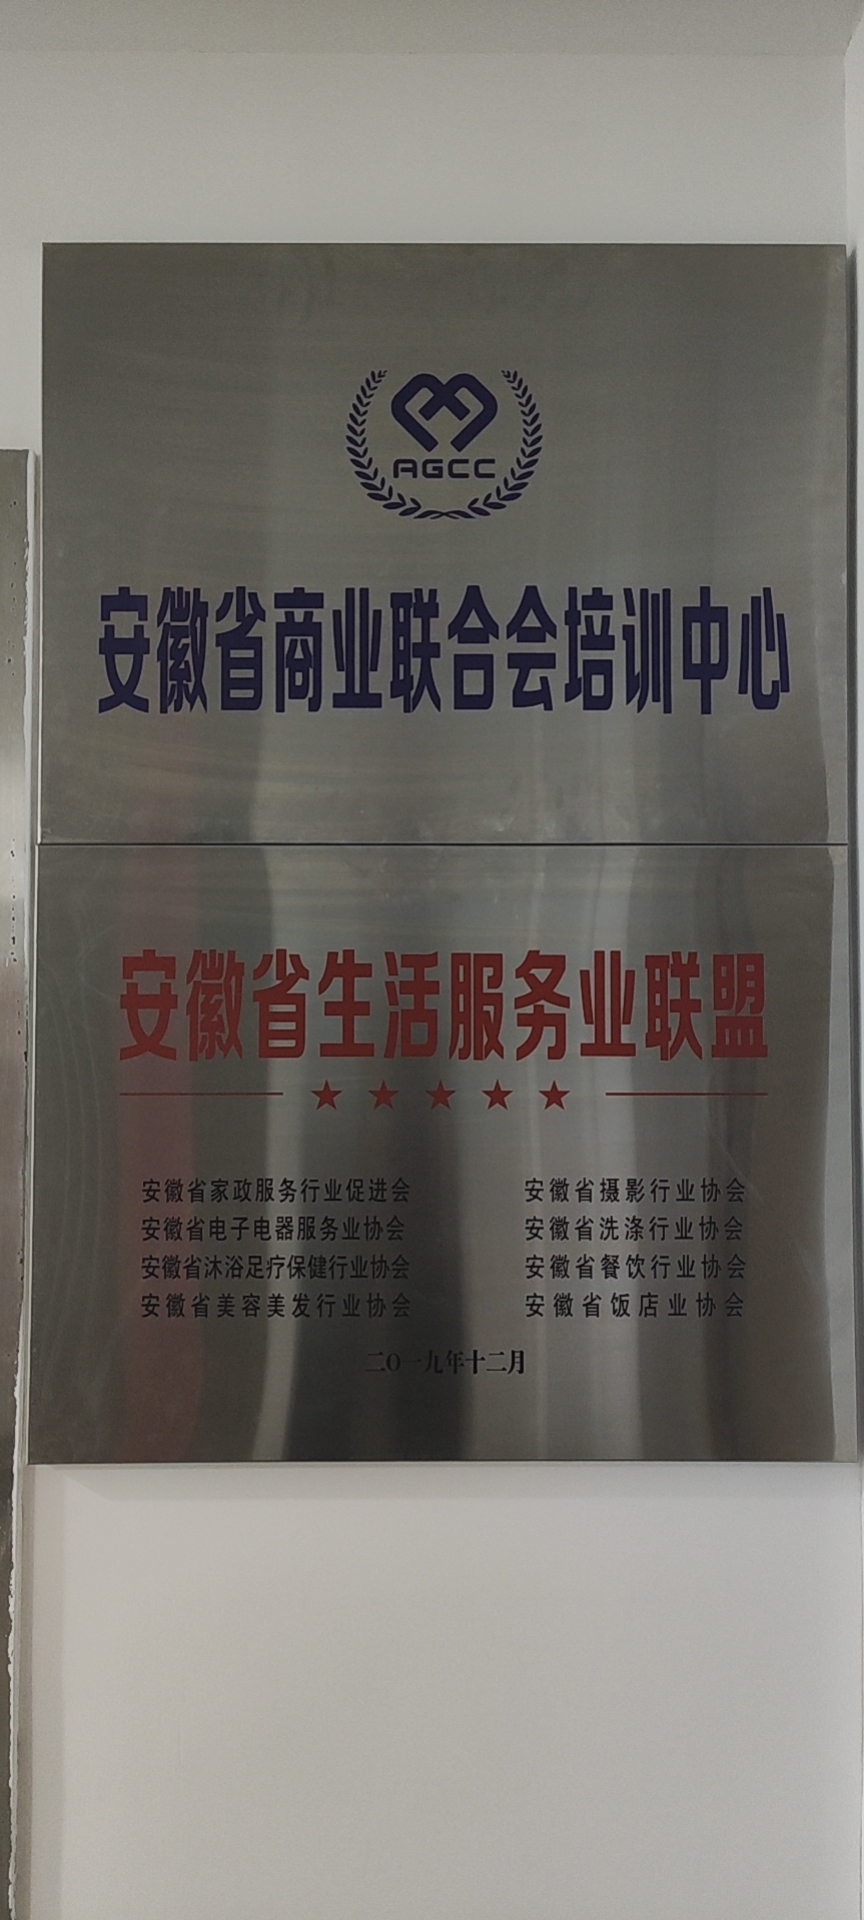 AGCC
安徽省商业联合会培训中心
安徽省生活服务业联盟
安徽省家政服务行业促进会
安徽省摄影行业协会
安徽省电子电器服务业协会
安徽省洗涤行业协会
安徽省沐浴足疗保健行业协会
安徽省餐饮行业协会
安徽省美容美发行业协会
安徽省饭店业协会
二〇一九年十二月